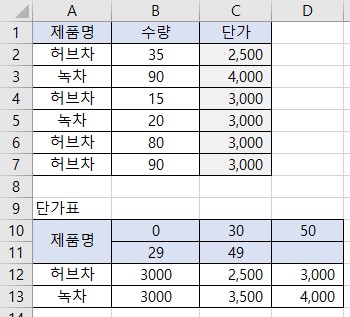 A B C D
1 제품명 수량 단가
2 허브차 35 2,500
3 녹차 90 4,000
4 허브차 15 3,000
5 녹차 20 3,000
6 허브차 80 3,000
7 허브차 90 3,000
8
9 단가표
10 제품명 0 30 50
11 29 49
12 허브차 3000 2,500 3,000
13 녹차 3000 3,500 4,000